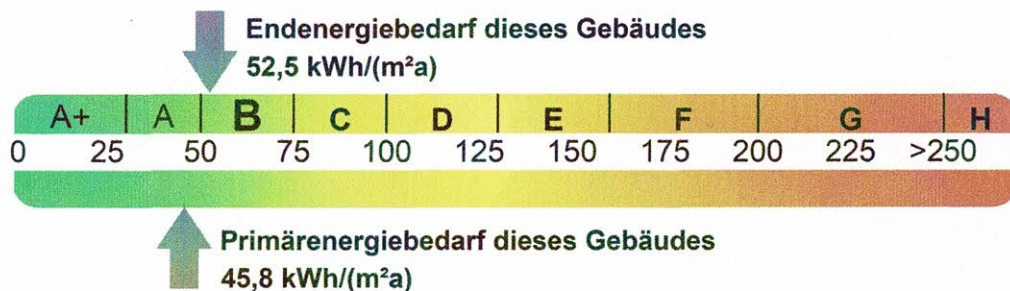 Endenergiebedarf dieses Gebäudes
52,5 kWh/(m²a)
A+ A B C D E F G H
0 25 50 75 100 125 150 175 200 225 >250
Primärenergiebedarf dieses Gebäudes
45,8 kWh/(m²a)